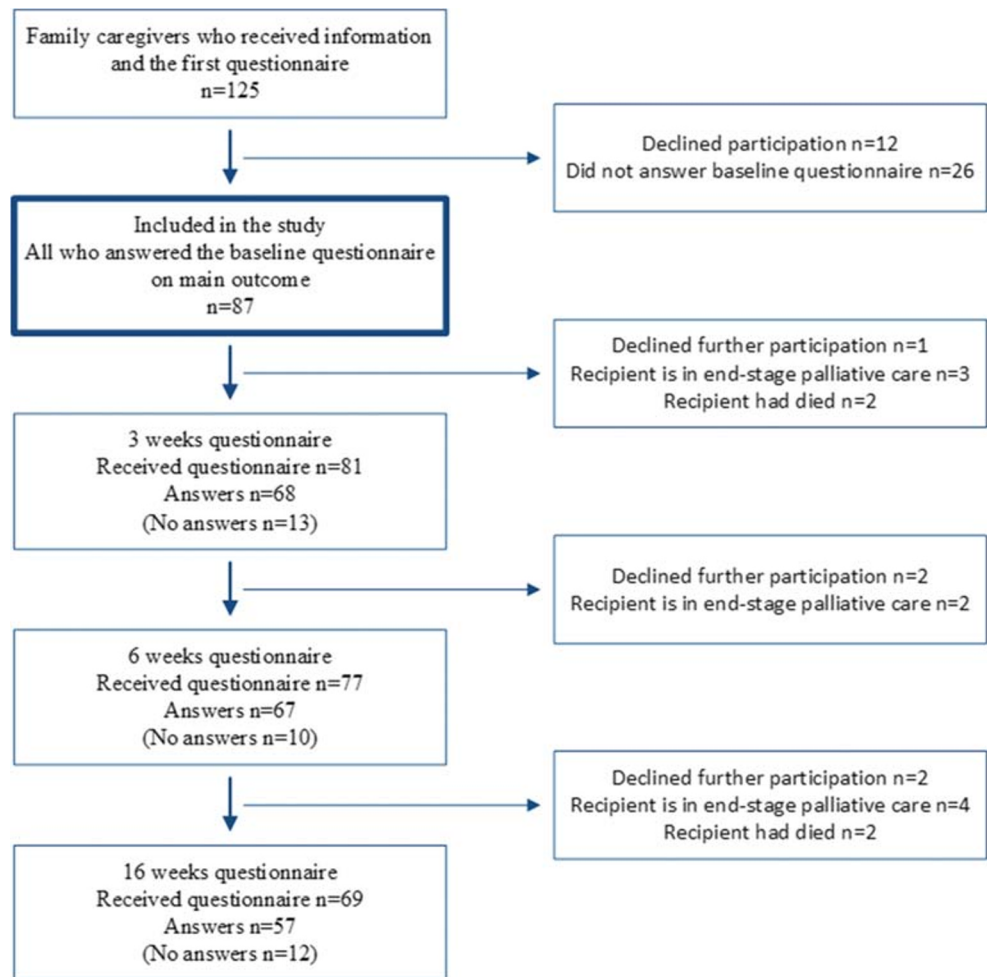 Family caregivers who received information
and the first questionnaire
n=125
Declined participation n=12
Did not answer baseline questionnaire n=26
Included in the study
All who answered the baseline questionnaire
on main outcome
n=87
Declined further participation n=1
Recipient is in end-stage palliative care n=3
Recipient had died n=2
3 weeks questionnaire
Received questionnaire n=81
Answers n=68
(No answers n=13)
Declined further participation n=2
Recipient is in end-stage palliative care n=2
6 weeks questionnaire
Received questionnaire n=77
Answers n=67
(No answers n=10)
Declined further participation n=2
Recipient is in end-stage palliative care n=4
Recipient had died n=2
16 weeks questionnaire
Received questionnaire n=69
Answers n=57
(No answers n=12)